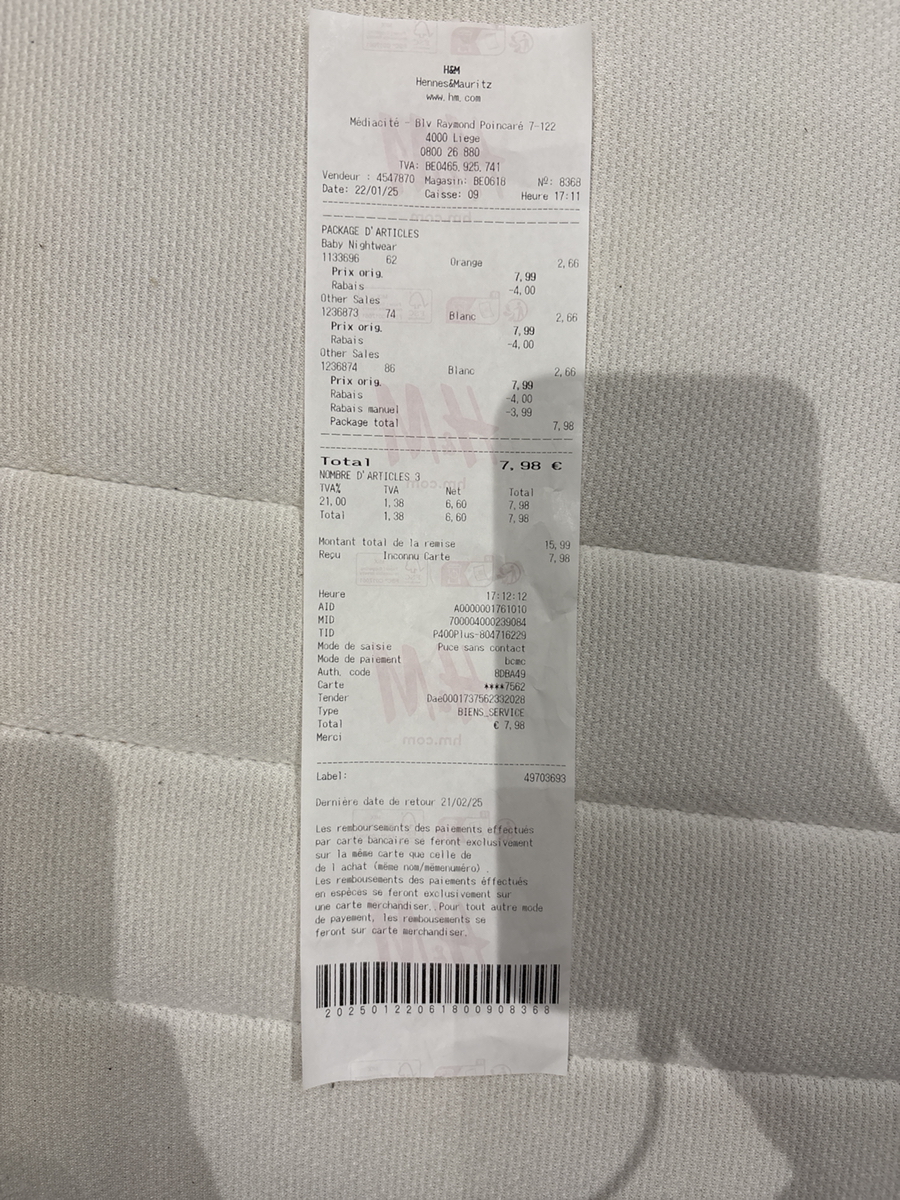 H&M
Hennes&Mauritz
www.hm.com
Médiacité - Blv Raymond Poincaré 7-122
4000 Liege
0800 26 880
TVA: BE0465.925.741
Vendeur : 4547870 Magasin: BE0618 Nº: 8368
Date: 22/01/25 Caisse: 09 Heure 17:11
PACKAGE D'ARTICLES
Baby Nightwear
1133696 62 Orange 2,66
Prix orig. 7,99
Rabais -4,00
Other Sales
1236873 74 Blanc 2,66
Prix orig. 7,99
Rabais -4,00
Other Sales
1236874 86 Blanc 2,66
Prix orig. 7,99
Rabais -4,00
Rabais manuel -3,99
Package total 7,98
Total 7,98 €
NOMBRE D'ARTICLES 3
TVA% TVA Net Total
21,00 1,38 6,60 7,98
Total 1,38 6,60 7,98
Montant total de la remise 15,99
Reçu Inconnu Carte 7,98
Heure 17:12:12
AID A0000001761010
MID 700004000239084
TID P400Plus-804716229
Mode de saisie Puce sans contact
Mode de paiement bcmc
Auth. code 8DBA49
Carte ****7562
Tender Dae0001737562332028
Type BIENS_SERVICE
Total € 7,98
Merci
Label: 49703693
Dernière date de retour 21/02/25
Les remboursements des paiements effectués
par carte bancaire se feront exclusivement
sur la même carte que celle de
de l achat (même nom/mêmenuméro) .
Les rembousements des paiements éffectués
en espèces se feront exclusivement sur
une carte merchandiser. Pour tout autre mode
de payement, les rembousements se
feront sur carte merchandiser.
20250122061800908368